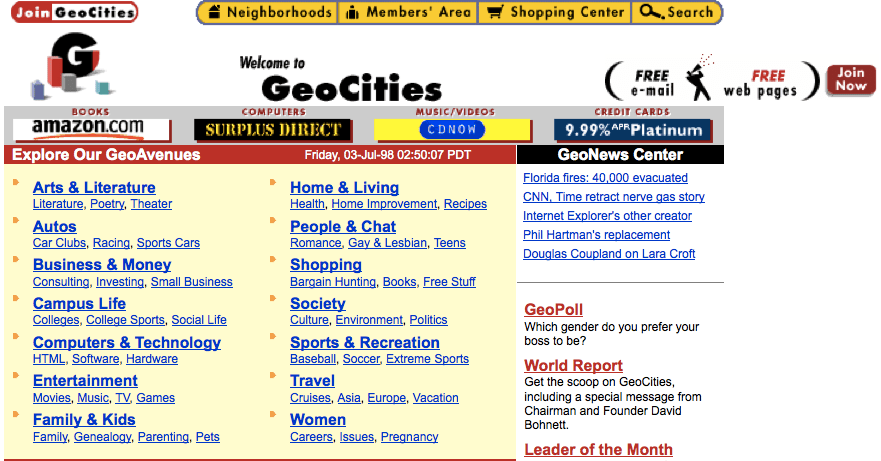 Join GeoCities
Neighborhoods Members' Area Shopping Center Search
G
Welcome to
GeoCities
FREE e-mail
FREE web pages
Join Now
BOOKS COMPUTERS MUSIC/VIDEOS CREDIT CARDS
amazon.com SURPLUS DIRECT CDNOW 9.99% APR Platinum
Explore Our GeoAvenues Friday, 03-Jul-98 02:50:07 PDT
Arts & Literature
Literature, Poetry, Theater
Autos
Car Clubs, Racing, Sports Cars
Business & Money
Consulting, Investing, Small Business
Campus Life
Colleges, College Sports, Social Life
Computers & Technology
HTML, Software, Hardware
Entertainment
Movies, Music, TV, Games
Family & Kids
Family, Genealogy, Parenting, Pets
Home & Living
Health, Home Improvement, Recipes
People & Chat
Romance, Gay & Lesbian, Teens
Shopping
Bargain Hunting, Books, Free Stuff
Society
Culture, Environment, Politics
Sports & Recreation
Baseball, Soccer, Extreme Sports
Travel
Cruises, Asia, Europe, Vacation
Women
Careers, Issues, Pregnancy
GeoNews Center
Florida fires: 40,000 evacuated
CNN, Time retract nerve gas story
Internet Explorer's other creator
Phil Hartman's replacement
Douglas Coupland on Lara Croft
GeoPoll
Which gender do you prefer your
boss to be?
World Report
Get the scoop on GeoCities,
including a special message from
Chairman and Founder David
Bohnett.
Leader of the Month